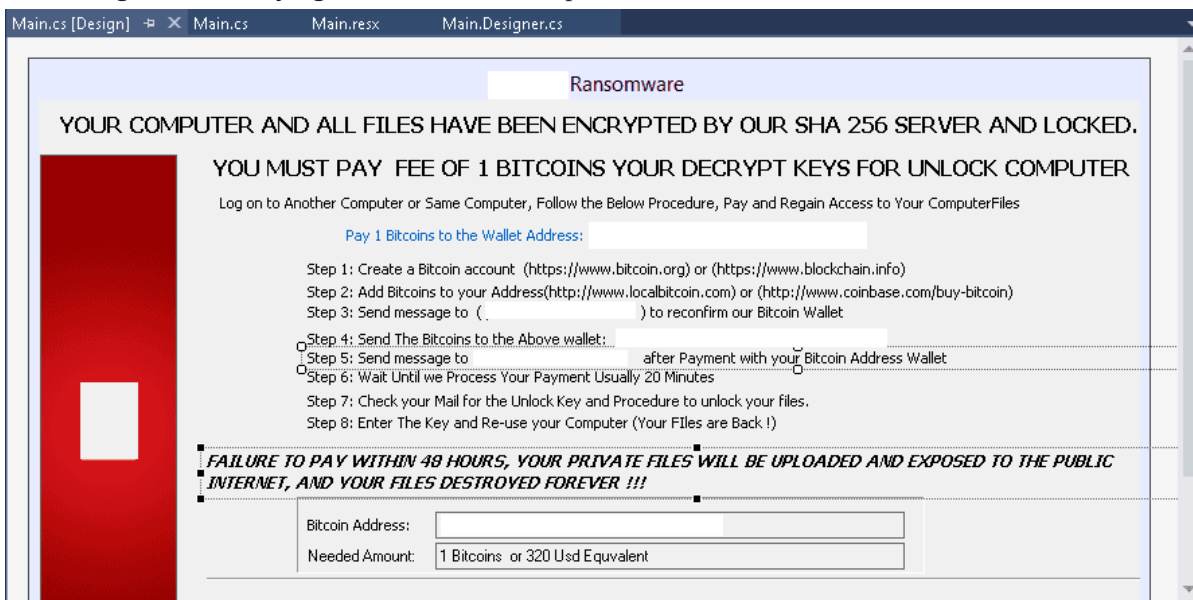 Main.cs [Design] Main.cs Main.resx Main.Designer.cs
Ransomware
YOUR COMPUTER AND ALL FILES HAVE BEEN ENCRYPTED BY OUR SHA 256 SERVER AND LOCKED.
YOU MUST PAY FEE OF 1 BITCOINS YOUR DECRYPT KEYS FOR UNLOCK COMPUTER
Log on to Another Computer or Same Computer, Follow the Below Procedure, Pay and Regain Access to Your ComputerFiles
Pay 1 Bitcoins to the Wallet Address:
Step 1: Create a Bitcoin account (https://www.bitcoin.org) or (https://www.blockchain.info)
Step 2: Add Bitcoins to your Address(http://www.localbitcoin.com) or (http://www.coinbase.com/buy-bitcoin)
Step 3: Send message to ( ) to reconfirm our Bitcoin Wallet
Step 4: Send The Bitcoins to the Above wallet:
Step 5: Send message to after Payment with your Bitcoin Address Wallet
Step 6: Wait Until we Process Your Payment Usually 20 Minutes
Step 7: Check your Mail for the Unlock Key and Procedure to unlock your files.
Step 8: Enter The Key and Re-use your Computer (Your FIles are Back !)
FAILURE TO PAY WITHIN 48 HOURS, YOUR PRIVATE FILES WILL BE UPLOADED AND EXPOSED TO THE PUBLIC
INTERNET, AND YOUR FILES DESTROYED FOREVER !!!
Bitcoin Address:
Needed Amount: 1 Bitcoins or 320 Usd Equvalent